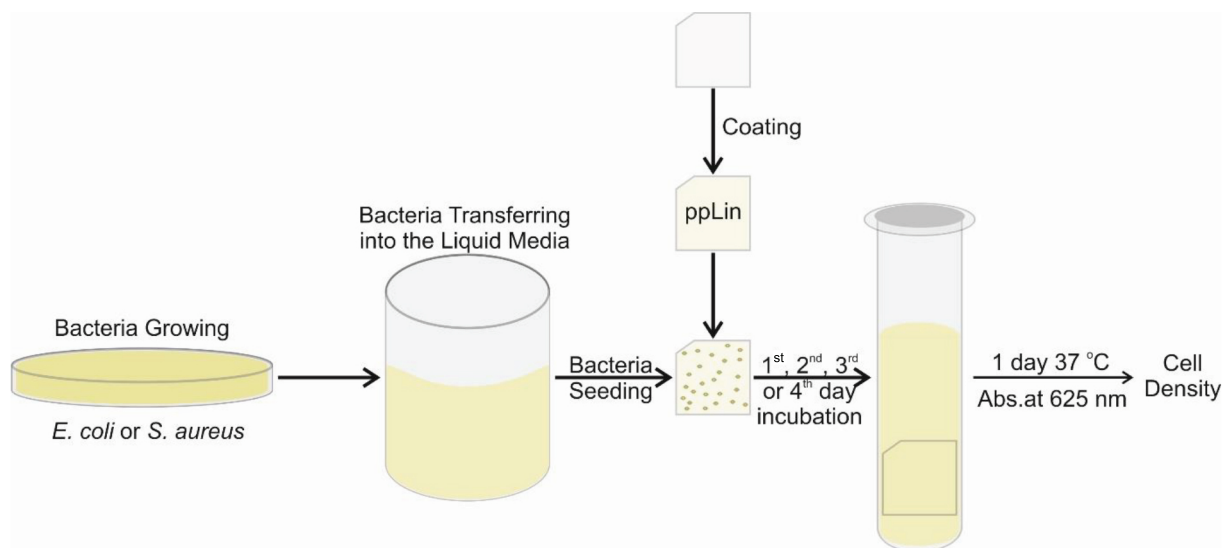 Bacteria Growing
E. coli or S. aureus
Bacteria Transferring
into the Liquid Media
Bacteria
Seeding
Coating
ppLin
1st, 2nd, 3rd
or 4th day
incubation
1 day 37 °C
Abs.at 625 nm
Cell
Density